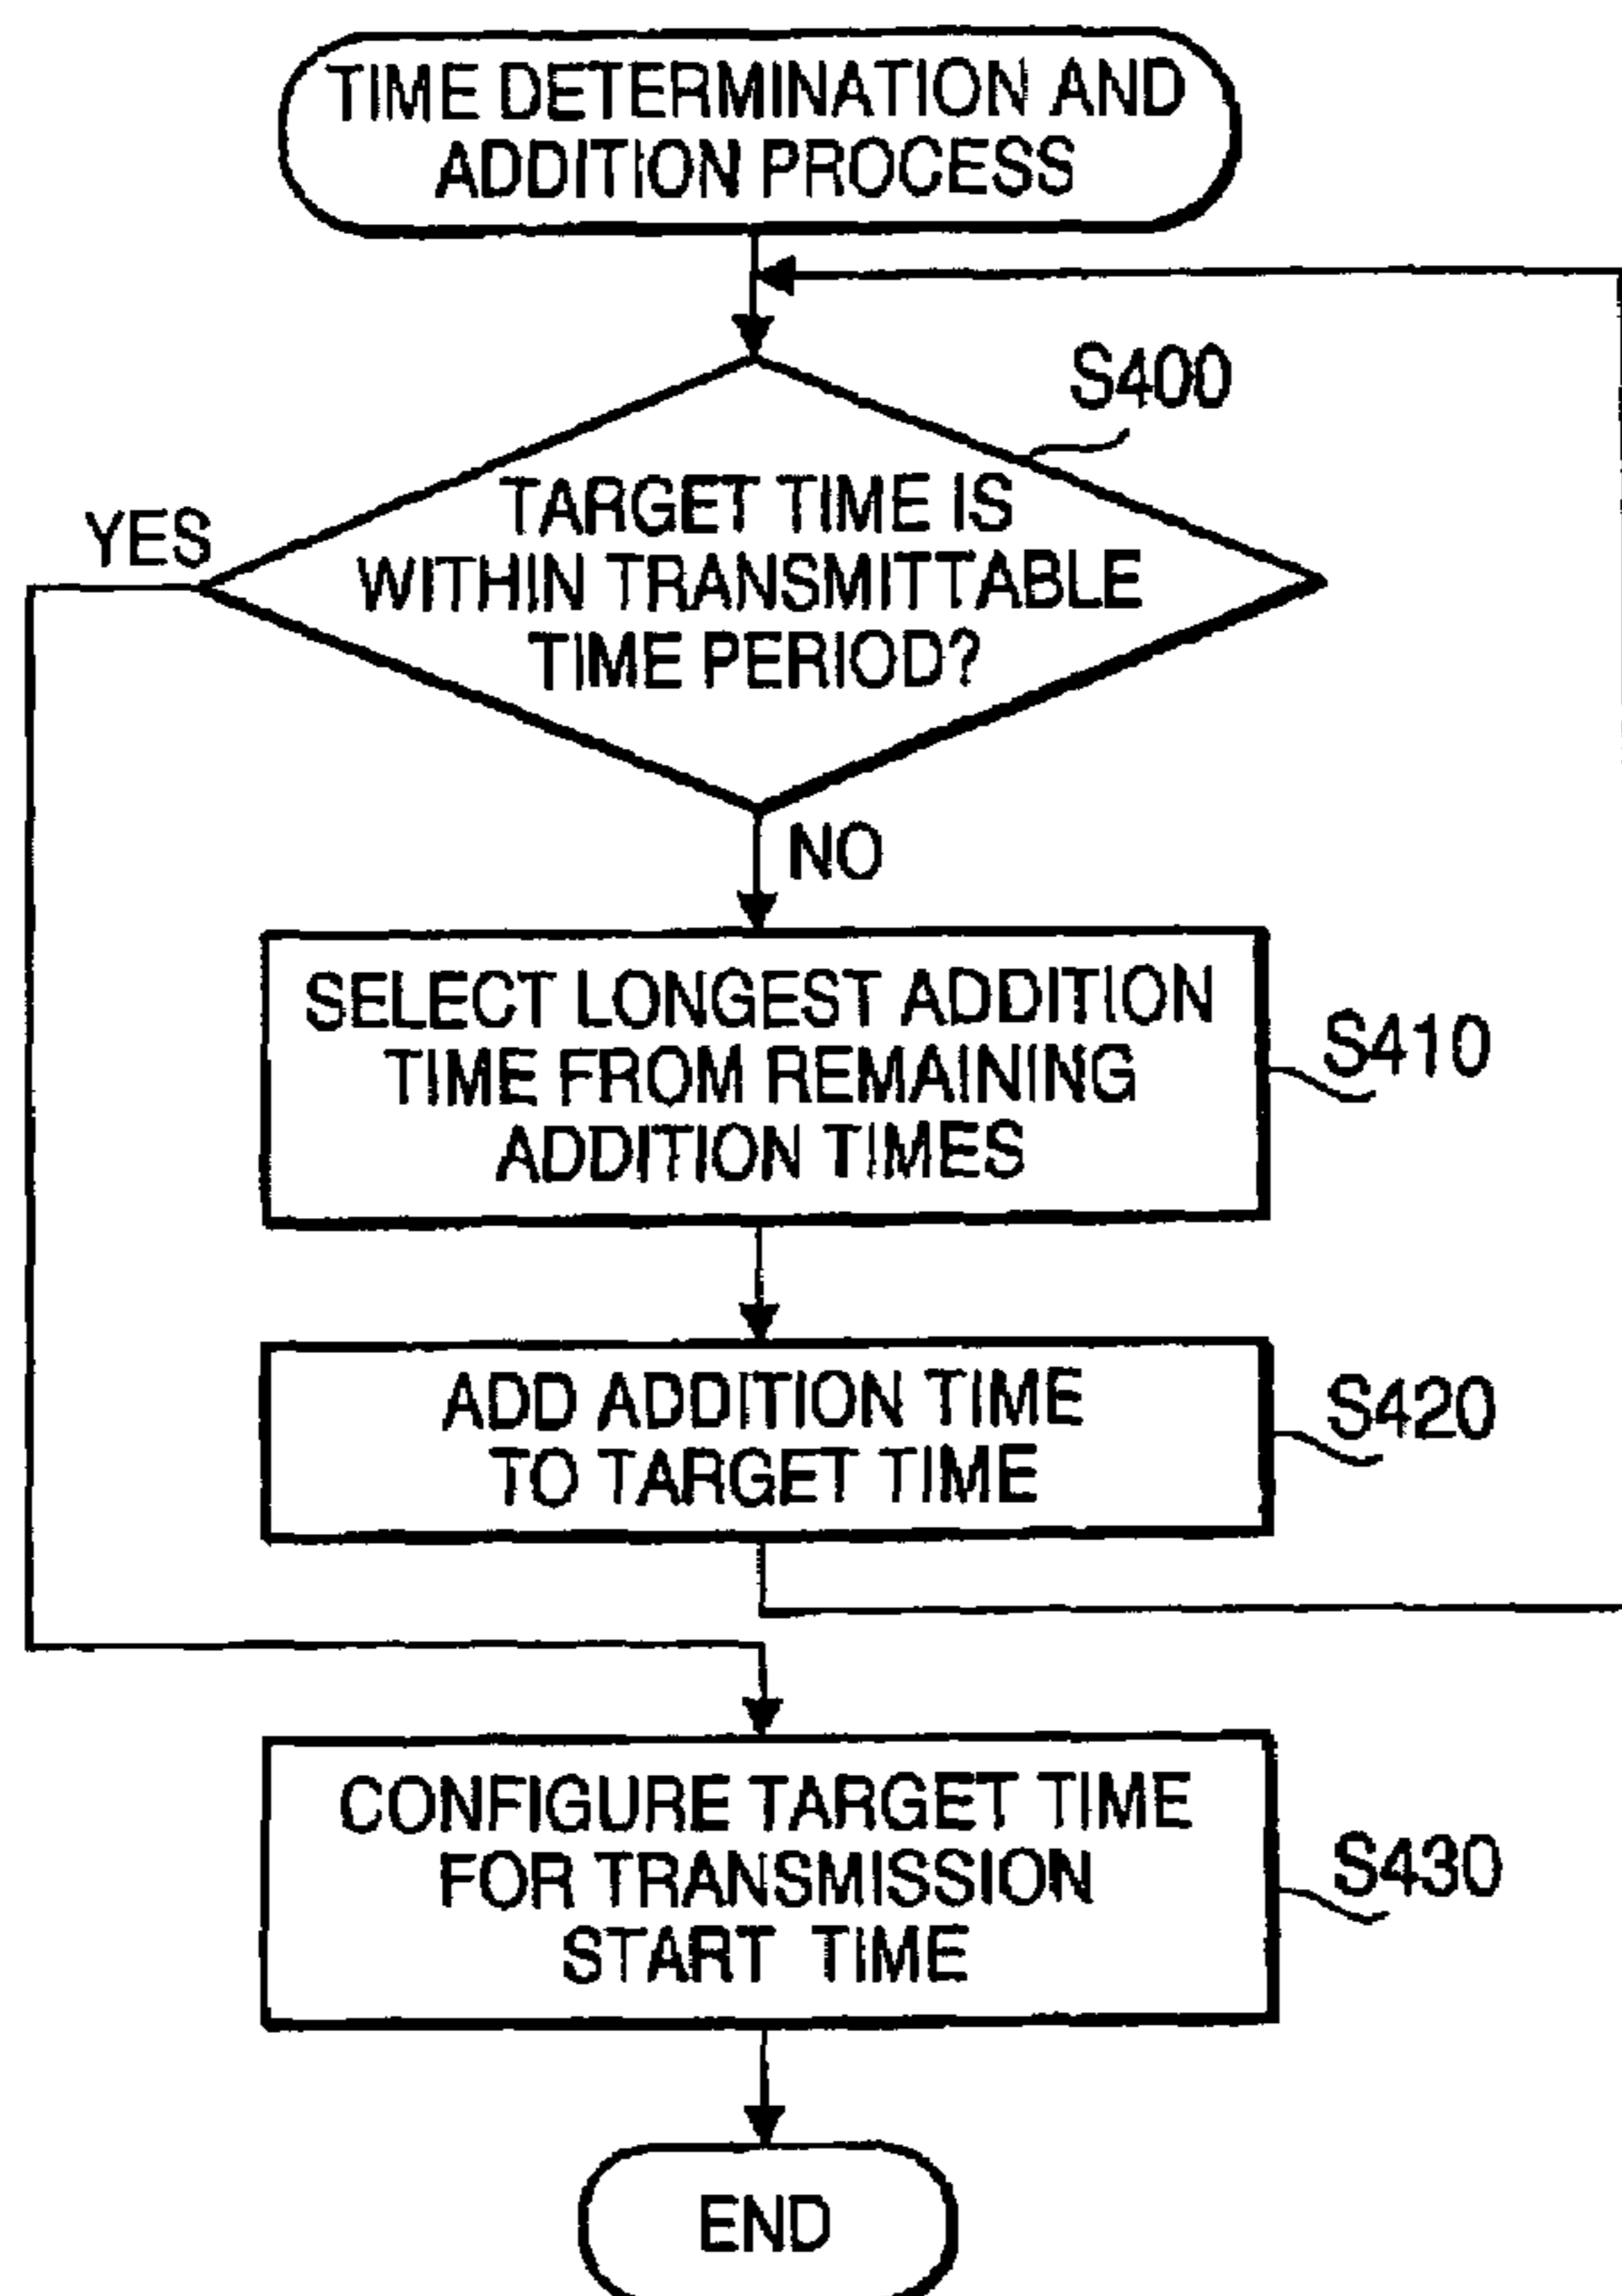 TIME DETERMINATION AND
ADDITION PROCESS
S400
TARGET TIME IS
WITHIN TRANSMITTABLE
TIME PERIOD?
YES
NO
SELECT LONGEST ADDITION
TIME FROM REMAINING
ADDITION TIMES
S410
ADD ADDITION TIME
TO TARGET TIME
S420
CONFIGURE TARGET TIME
FOR TRANSMISSION
START TIME
S430
END